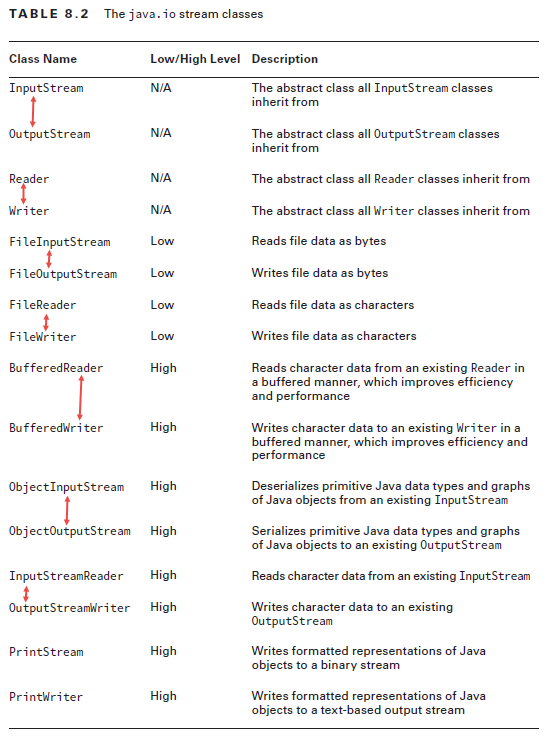 TABLE 8.2 The java.io stream classes
Class Name Low/High Level Description
InputStream N/A The abstract class all InputStream classes
inherit from
OutputStream N/A The abstract class all OutputStream classes
inherit from
Reader N/A The abstract class all Reader classes inherit from
Writer N/A The abstract class all Writer classes inherit from
FileInputStream Low Reads file data as bytes
FileOutputStream Low Writes file data as bytes
FileReader Low Reads file data as characters
FileWriter Low Writes file data as characters
BufferedReader High Reads character data from an existing Reader in
a buffered manner, which improves efficiency
and performance
BufferedWriter High Writes character data to an existing Writer in a
buffered manner, which improves efficiency and
performance
ObjectInputStream High Deserializes primitive Java data types and graphs
of Java objects from an existing InputStream
ObjectOutputStream High Serializes primitive Java data types and graphs
of Java objects to an existing OutputStream
InputStreamReader High Reads character data from an existing InputStream
OutputStreamWriter High Writes character data to an existing
OutputStream
PrintStream High Writes formatted representations of Java
objects to a binary stream
PrintWriter High Writes formatted representations of Java
objects to a text-based output stream